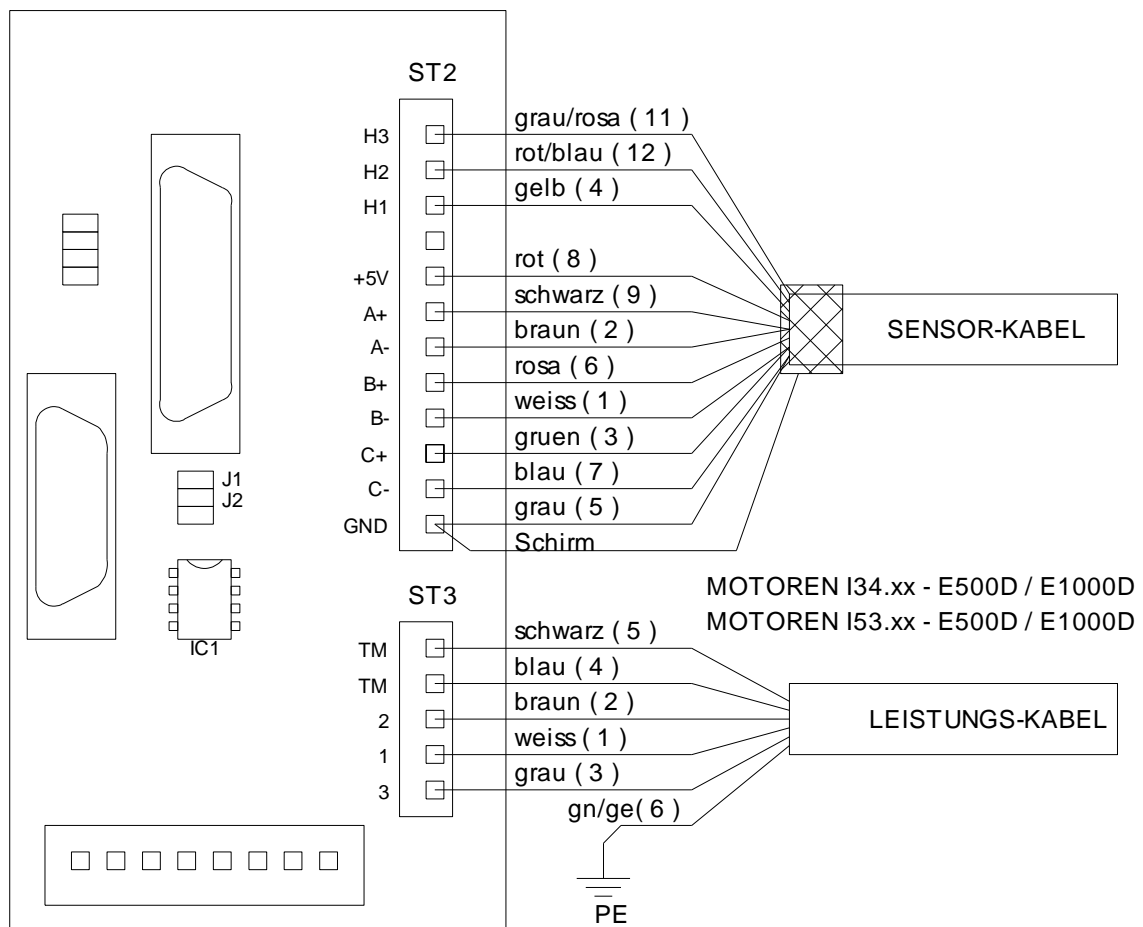 ST2
H3 grau/rosa ( 11 )
H2 rot/blau ( 12 )
H1 gelb ( 4 )
+5V rot ( 8 )
A+ schwarz ( 9 )
A- braun ( 2 )
B+ rosa ( 6 )
B- weiss ( 1 )
C+ gruen ( 3 )
C- blau ( 7 )
GND grau ( 5 )
Schirm
SENSOR-KABEL
J1
J2
IC1
MOTOREN I34.xx - E500D / E1000D
MOTOREN I53.xx - E500D / E1000D
ST3
TM schwarz ( 5 )
TM blau ( 4 )
2 braun ( 2 )
1 weiss ( 1 )
3 grau ( 3 )
gn/ge( 6 )
LEISTUNGS-KABEL
PE